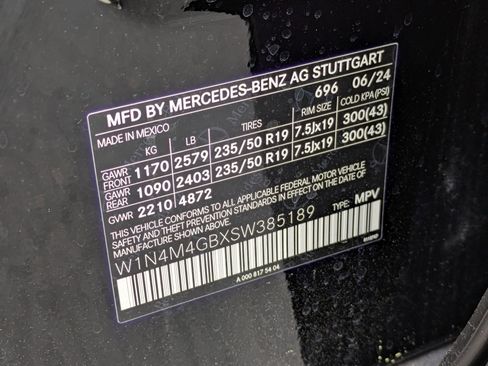 MFD BY MERCEDES-BENZ AG STUTTGART
MADE IN MEXICO 696 06/24
KG LB TIRES RIM SIZE COLD KPA(PSI)
GAWR FRONT 1170 2579 235/50 R19 7.5Jx19 300(43)
GAWR REAR 1090 2403 235/50 R19 7.5Jx19 300(43)
GVWR 2210 4872
THIS VEHICLE CONFORMS TO ALL APPLICABLE FEDERAL MOTOR VEHICLE
SAFETY AND THEFT PREVENTION STANDARDS IN EFFECT ON THE DATE OF
MANUFACTURE SHOWN ABOVE.
W1N4M4GBXSW385189 TYPE: MPV
A 000 817 54 04